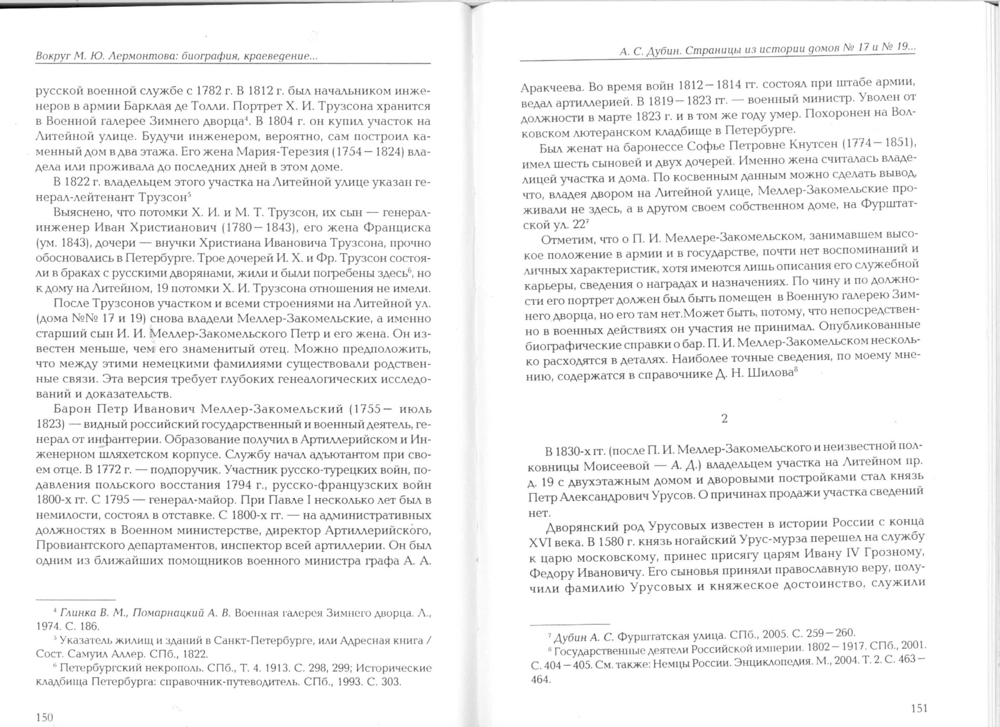 Вокруг М. Ю. Лермонтова: биография, краеведение...
русской военной службе с 1782 г. В 1812 г. был начальником инже-
неров в армии Барклая де Толли. Портрет Х. И. Трузсона хранится
в Военной галерее Зимнего дворца⁴. В 1804 г. он купил участок на
Литейной улице. Будучи инженером, вероятно, сам построил ка-
менный дом в два этажа. Его жена Мария-Терезия (1754 — 1824) вла-
дела или проживала до последних дней в этом доме.
В 1822 г. владельцем этого участка на Литейной улице указан ге-
нерал-лейтенант Трузсон⁵
Выяснено, что потомки Х. И. и М. Т. Трузсон, их сын — генерал-
инженер Иван Христианович (1780 — 1843), его жена Франциска
(ум. 1843), дочери — внучки Христиана Ивановича Трузсона, прочно
обосновались в Петербурге. Трое дочерей И. Х. и Фр. Трузсон состоя-
ли в браках с русскими дворянами, жили и были погребены здесь⁶, но
к дому на Литейном, 19 потомки Х. И. Трузсона отношения не имели.
После Трузсонов участком и всеми строениями на Литейной ул.
(дома №№ 17 и 19) снова владели Меллер-Закомельские, а именно
старший сын И. И. Меллер-Закомельского Петр и его жена. Он из-
вестен меньше, чем его знаменитый отец. Можно предположить,
что между этими немецкими фамилиями существовали родствен-
ные связи. Эта версия требует глубоких генеалогических исследо-
ваний и доказательств.
Барон Петр Иванович Меллер-Закомельский (1755 — июль
1823) — видный российский государственный и военный деятель, ге-
нерал от инфантерии. Образование получил в Артиллерийском и Ин-
женерном шляхетском корпусе. Службу начал адъютантом при сво-
ем отце. В 1772 г. — подпоручик. Участник русско-турецких войн, по-
давления польского восстания 1794 г., русско-французских войн
1800-х гг. С 1795 — генерал-майор. При Павле I несколько лет был в
немилости, состоял в отставке. С 1800-х гг. — на административных
должностях в Военном министерстве, директор Артиллерийского,
Провиантского департаментов, инспектор всей артиллерии. Он был
одним из ближайших помощников военного министра графа А. А.
⁴ Глинка В. М., Помарнацкий А. В. Военная галерея Зимнего дворца. Л.,
1974. С. 186.
⁵ Указатель жилищ и зданий в Санкт-Петербурге, или Адресная книга /
Сост. Самуил Аллер. СПб., 1822.
⁶ Петербургский некрополь. СПб., Т. 4. 1913. С. 298, 299; Исторические
кладбища Петербурга: справочник-путеводитель. СПб., 1993. С. 303.
150
А. С. Дубин. Страницы из истории домов № 17 и № 19...
Аракчеева. Во время войн 1812 — 1814 гг. состоял при штабе армии,
ведал артиллерией. В 1819 — 1823 гг. — военный министр. Уволен от
должности в марте 1823 г. и в том же году умер. Похоронен на Вол-
ковском лютеранском кладбище в Петербурге.
Был женат на баронессе Софье Петровне Кнутсен (1774 — 1851),
имел шесть сыновей и двух дочерей. Именно жена считалась владе-
лицей участка и дома. По косвенным данным можно сделать вывод,
что, владея двором на Литейной улице, Меллер-Закомельские про-
живали не здесь, а в другом своем собственном доме, на Фурштат-
ской ул. 22⁷
Отметим, что о П. И. Меллере-Закомельском, занимавшем высо-
кое положение в армии и в государстве, почти нет воспоминаний и
личных характеристик, хотя имеются лишь описания его служебной
карьеры, сведения о наградах и назначениях. По чину и по должно-
сти его портрет должен был быть помещен в Военную галерею Зим-
него дворца, но его там нет.Может быть, потому, что непосредствен-
но в военных действиях он участия не принимал. Опубликованные
биографические справки о бар. П. И. Меллер-Закомельском несколь-
ко расходятся в деталях. Наиболее точные сведения, по моему мне-
нию, содержатся в справочнике Д. Н. Шилова⁸
2
В 1830-х гг. (после П. И. Меллер-Закомельского и неизвестной пол-
ковницы Моисеевой — А. Д.) владельцем участка на Литейном пр.
д. 19 с двухэтажным домом и дворовыми постройками стал князь
Петр Александрович Урусов. О причинах продажи участка сведений
нет.
Дворянский род Урусовых известен в истории России с конца
XVI века. В 1580 г. князь ногайский Урус-мурза перешел на службу
к царю московскому, принес присягу царям Ивану IV Грозному,
Федору Ивановичу. Его сыновья приняли православную веру, полу-
чили фамилию Урусовых и княжеское достоинство, служили
⁷ Дубин А. С. Фурштатская улица. СПб., 2005. С. 259 — 260.
⁸ Государственные деятели Российской империи. 1802 — 1917. СПб., 2001.
С. 404 — 405. См. также: Немцы России. Энциклопедия. М., 2004. Т. 2. С. 463 —
464.
151